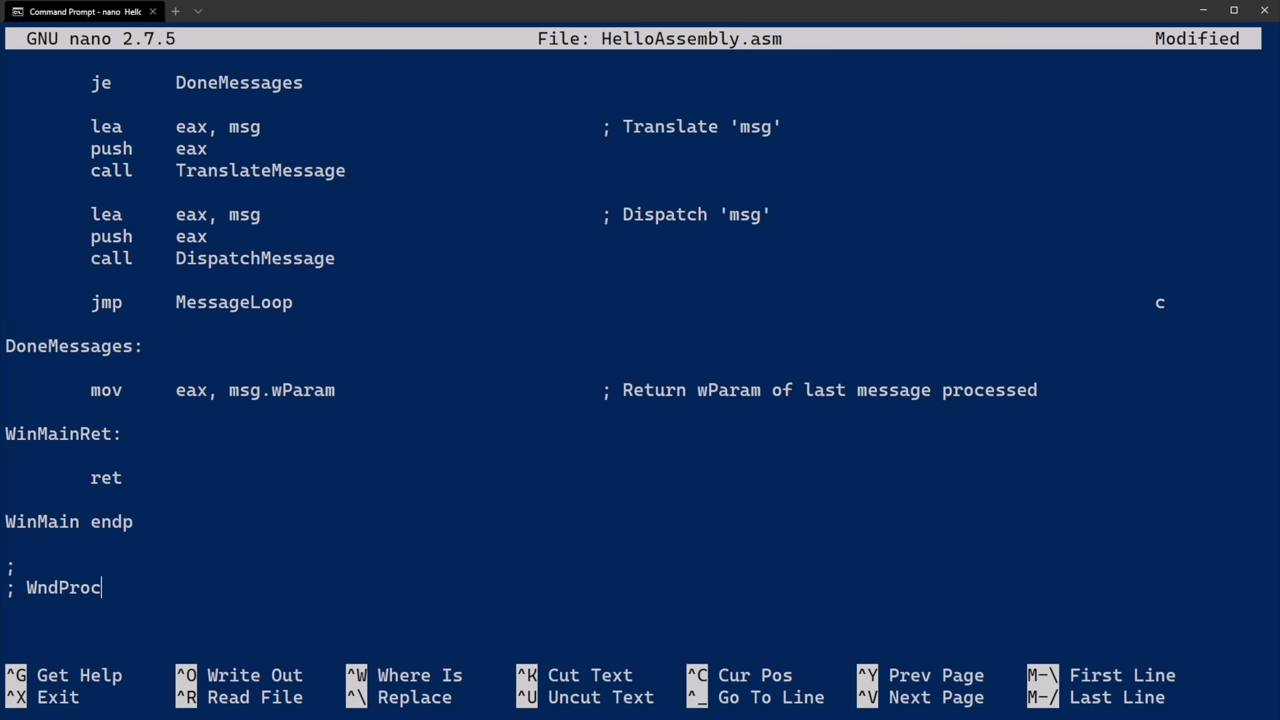 Command Prompt - nano Hello
GNU nano 2.7.5 File: HelloAssembly.asm Modified
je DoneMessages
lea eax, msg ; Translate 'msg'
push eax
call TranslateMessage
lea eax, msg ; Dispatch 'msg'
push eax
call DispatchMessage
jmp MessageLoop c
DoneMessages:
mov eax, msg.wParam ; Return wParam of last message processed
WinMainRet:
ret
WinMain endp
;
; WndProc
^G Get Help ^O Write Out ^W Where Is ^K Cut Text ^C Cur Pos ^Y Prev Page M-\ First Line
^X Exit ^R Read File ^\ Replace ^U Uncut Text ^_ Go To Line ^V Next Page M-/ Last Line